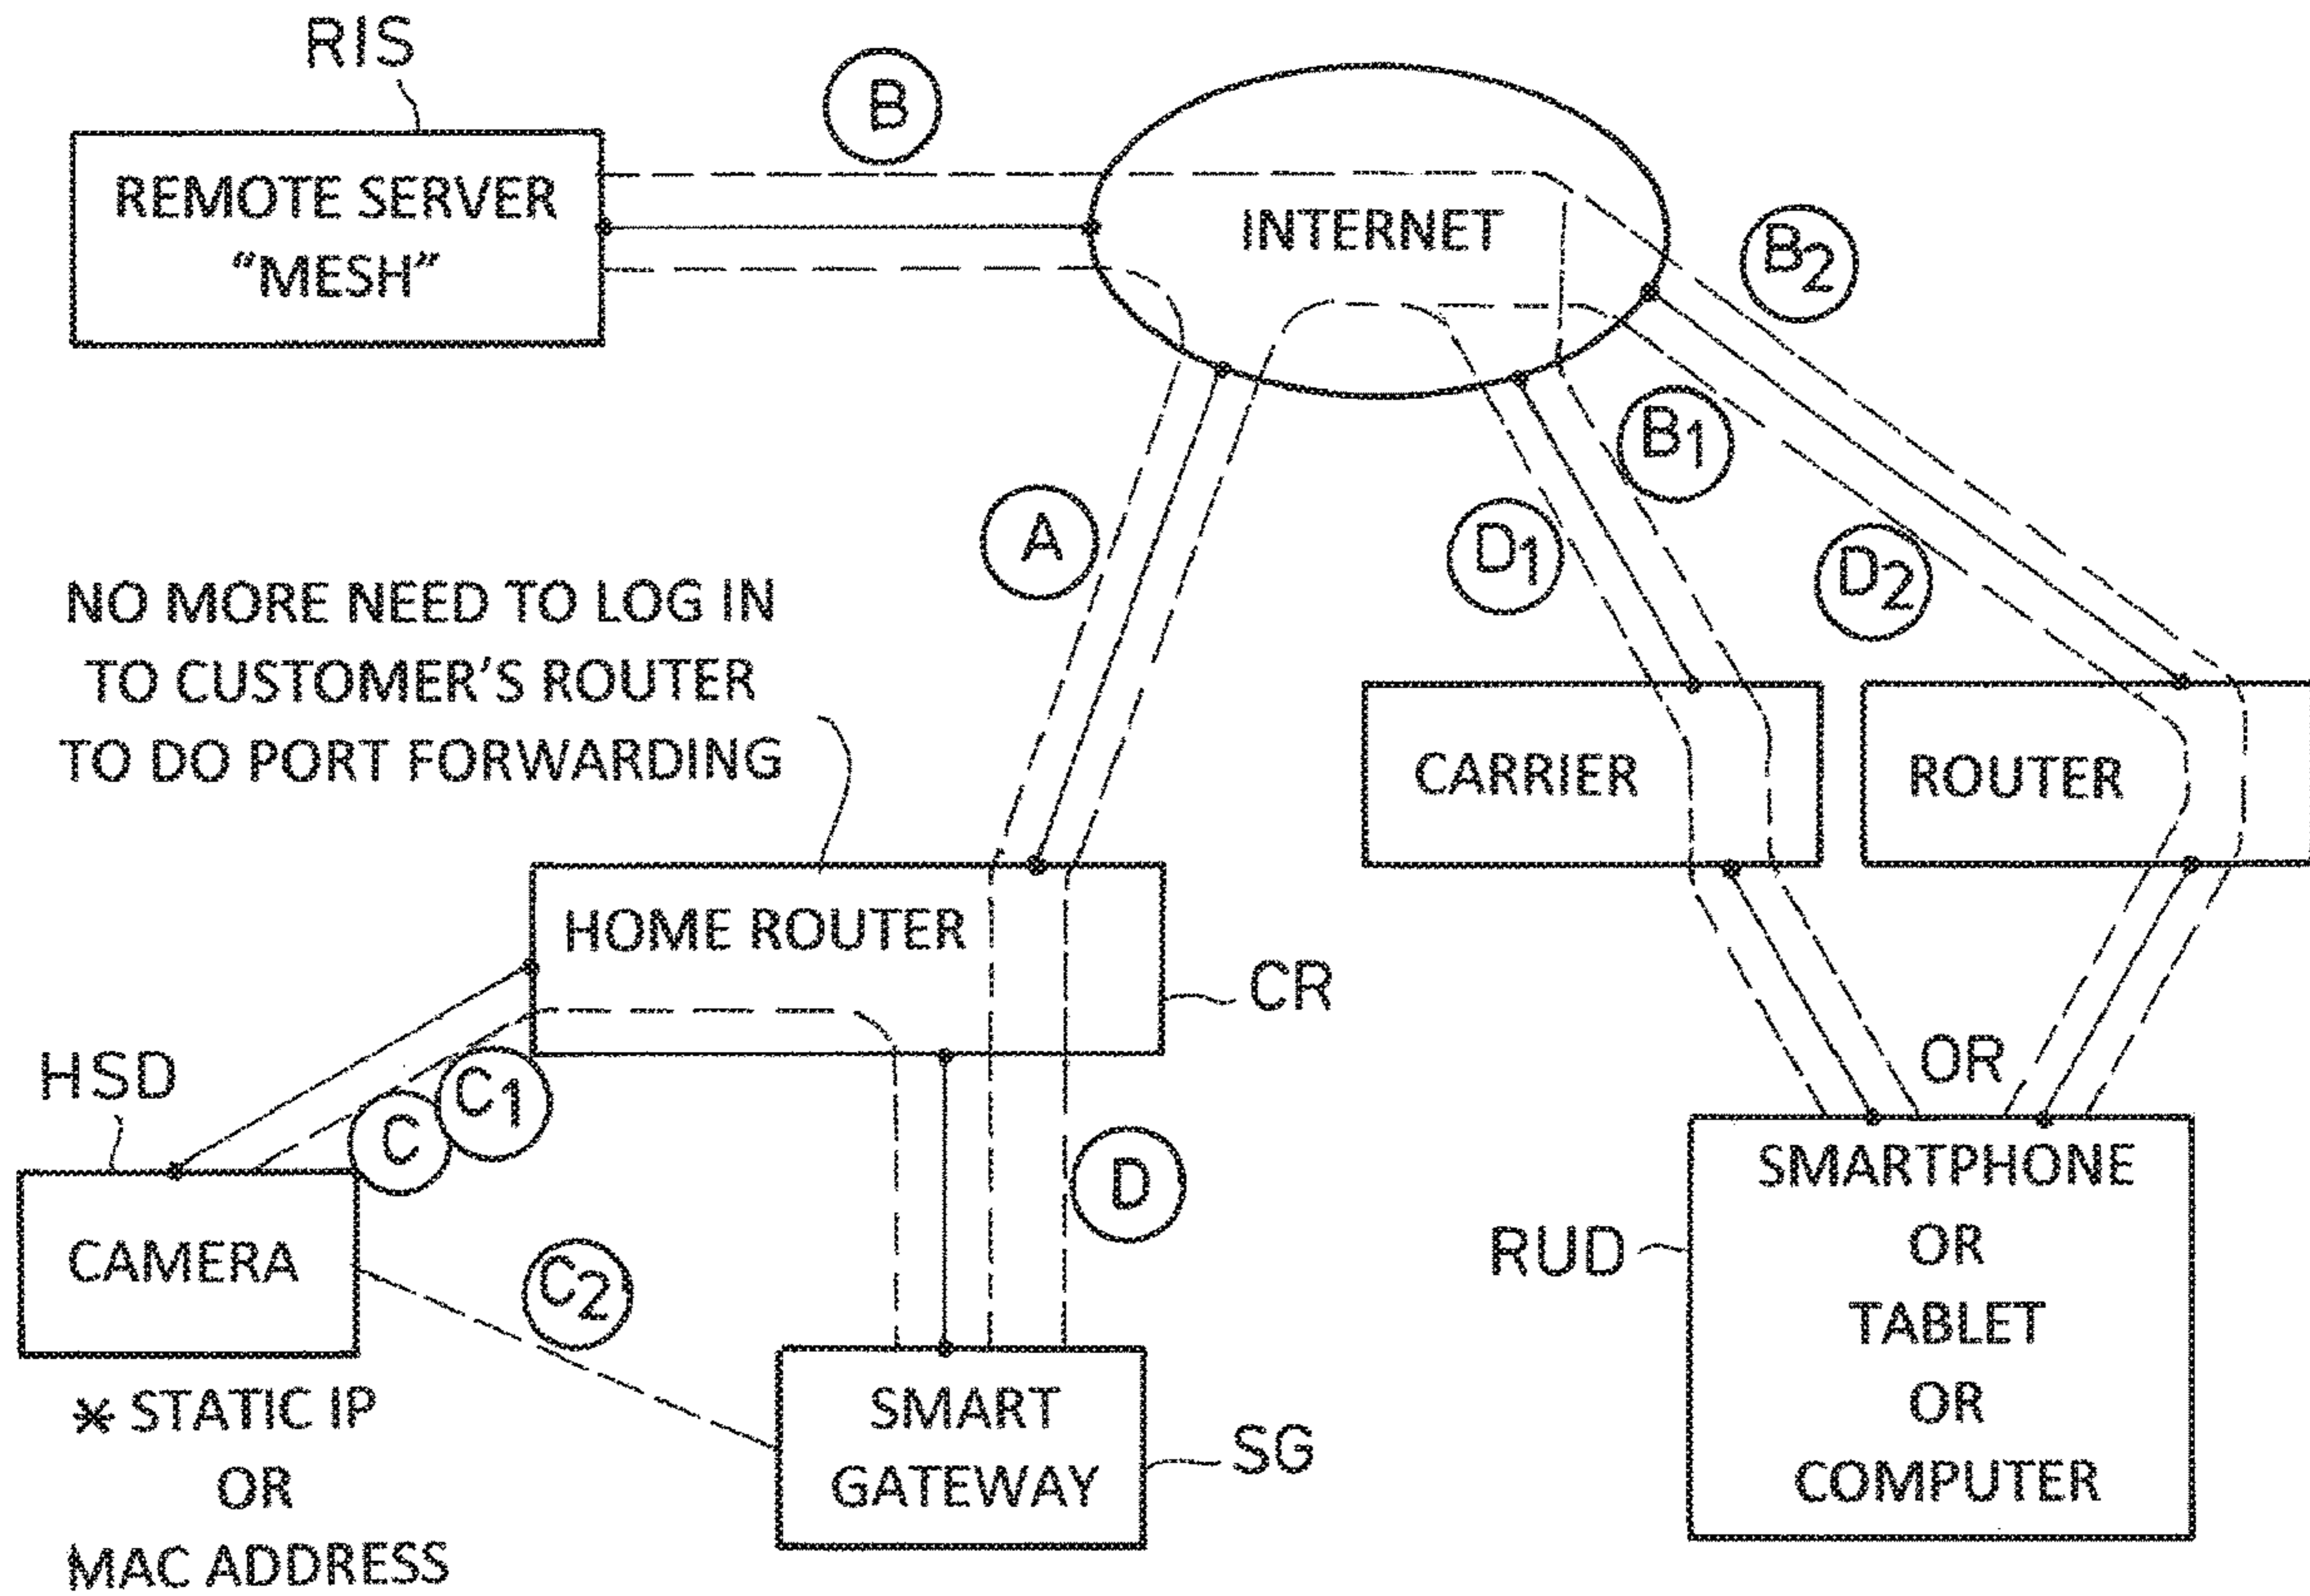 RIS
B
REMOTE SERVER
“MESH”
INTERNET
B2
B1
A
D1
D2
NO MORE NEED TO LOG IN
TO CUSTOMER’S ROUTER
TO DO PORT FORWARDING
CARRIER
ROUTER
HOME ROUTER
CR
HSD
C
C1
OR
D
CAMERA
C2
SMARTPHONE
OR
TABLET
OR
COMPUTER
RUD
* STATIC IP
OR
MAC ADDRESS
SMART
GATEWAY
SG